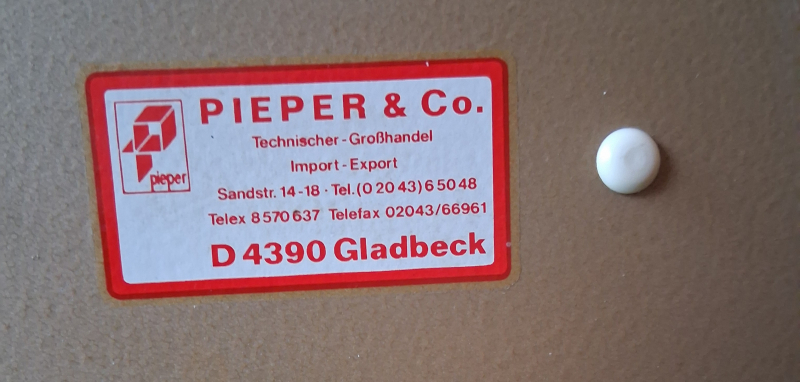 PIEPER & Co.
pieper
Technischer-Großhandel
Import-Export
Sandstr. 14-18 · Tel.(0 20 43) 6 50 48
Telex 8 570 637 Telefax 02043/66961
D 4390 Gladbeck